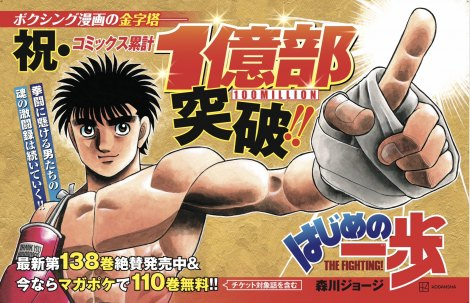 ボクシング漫画の金字塔
祝・コミックス累計
1億部
100 MILLION
突破!!
拳闘に懸ける男たちの
魂の激闘録は続いていく!!
はじめの一歩
THE FIGHTING!
KODANSHA
最新第138巻絶賛発売中&
今ならマガポケで110巻無料!!
チケット対象話を含む
森川ジョージ